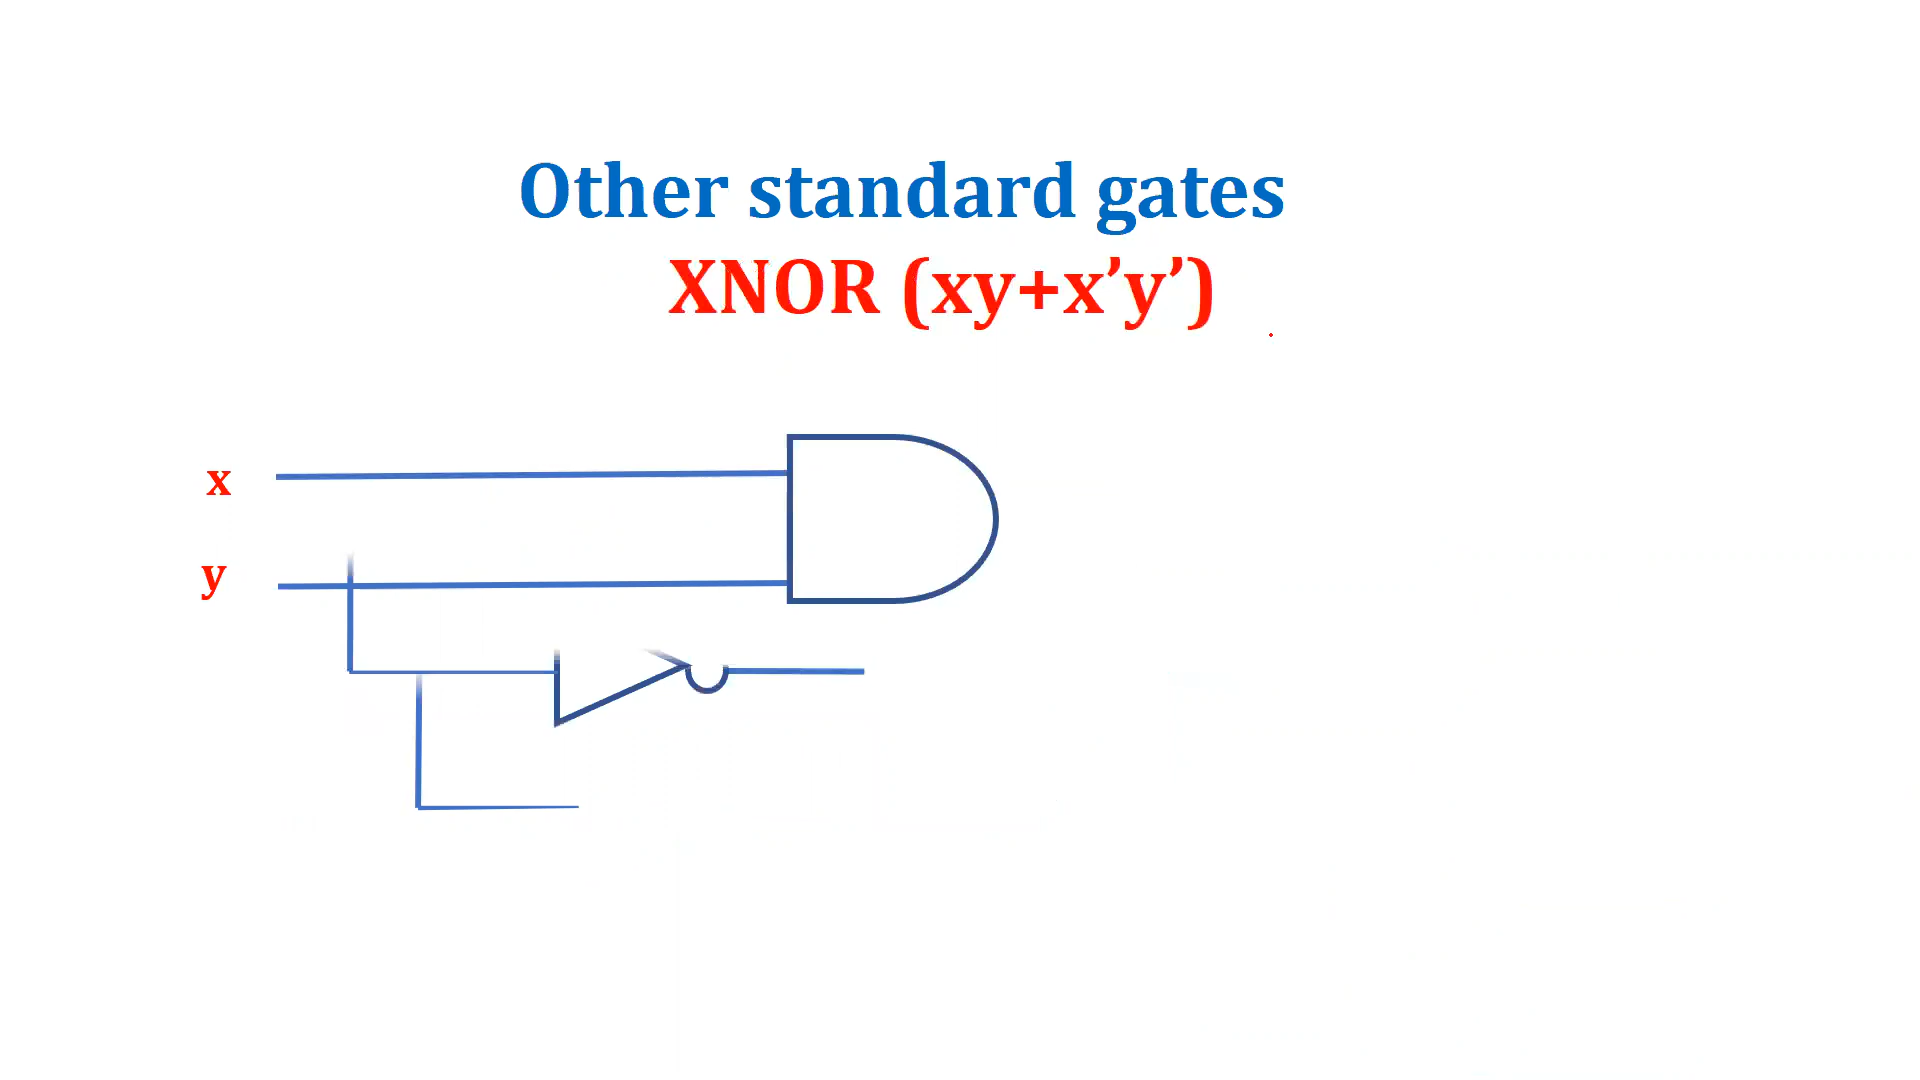 Other standard gates
XNOR (xy+x’y’)
x
y